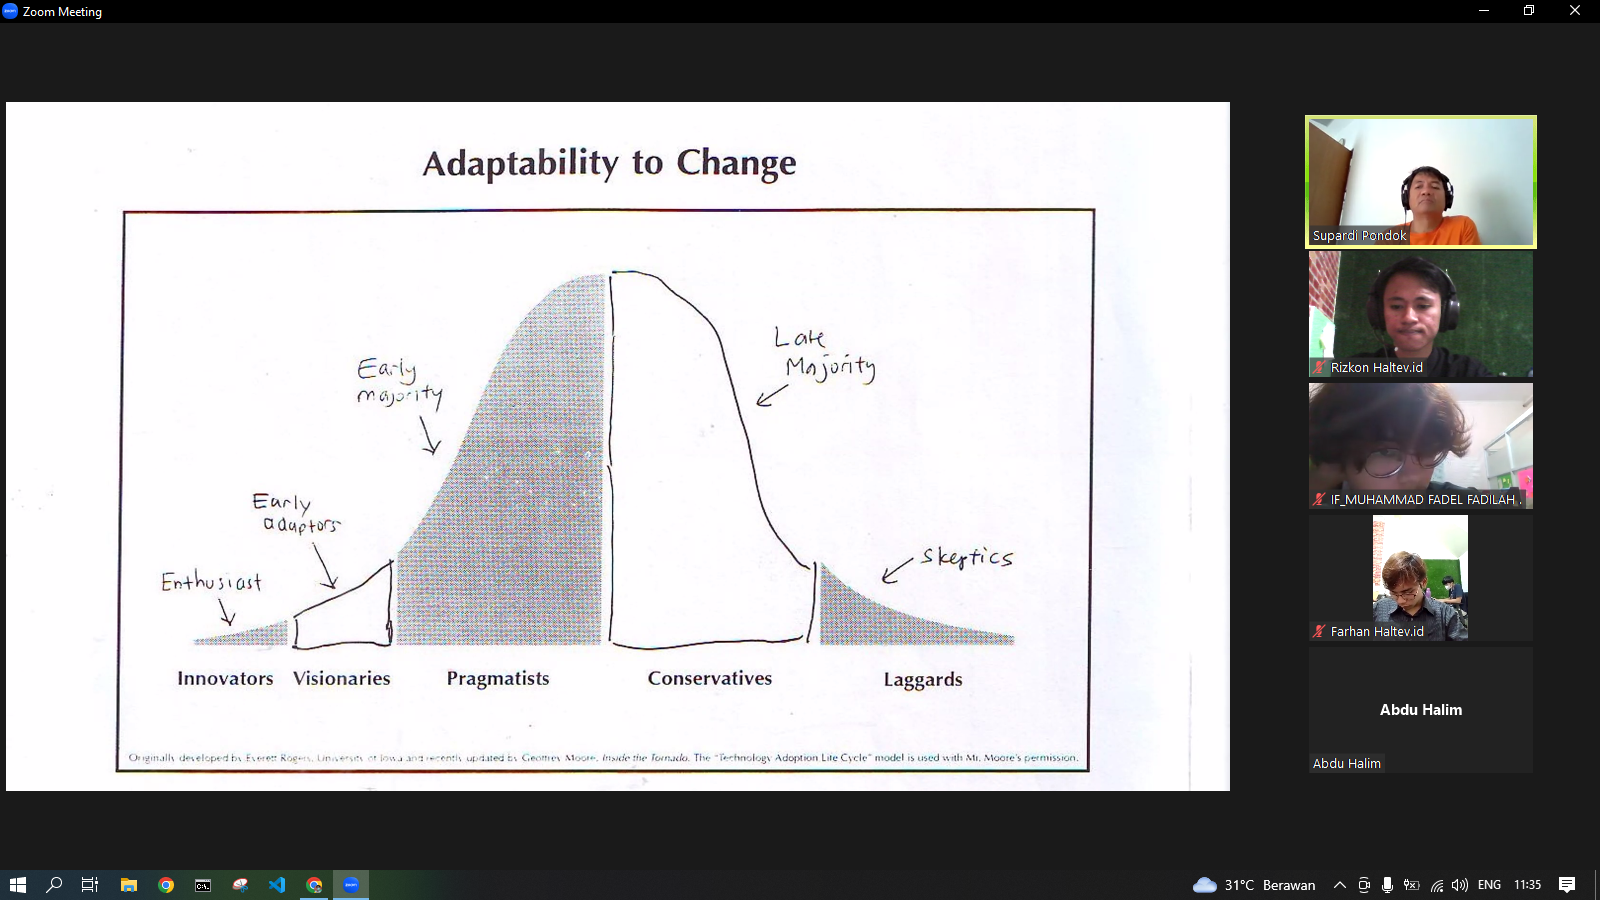 Zoom Meeting
Adaptability to Change
Early
majority
Late
Majority
Early
adaptors
Enthusiast
Skeptics
Innovators
Visionaries
Pragmatists
Conservatives
Laggards
Originally developed by Everett Rogers, University of Iowa and recently updated by Geoffrey Moore, Inside the Tornado. The "Technology Adoption Life Cycle" model is used with Mr. Moore's permission.
Supardi Pondok
Rizkon Haltev.id
IF_MUHAMMAD FADEL FADILAH .
Farhan Haltev.id
Abdu Halim
Abdu Halim
zoom
31°C Berawan
ENG
11:35